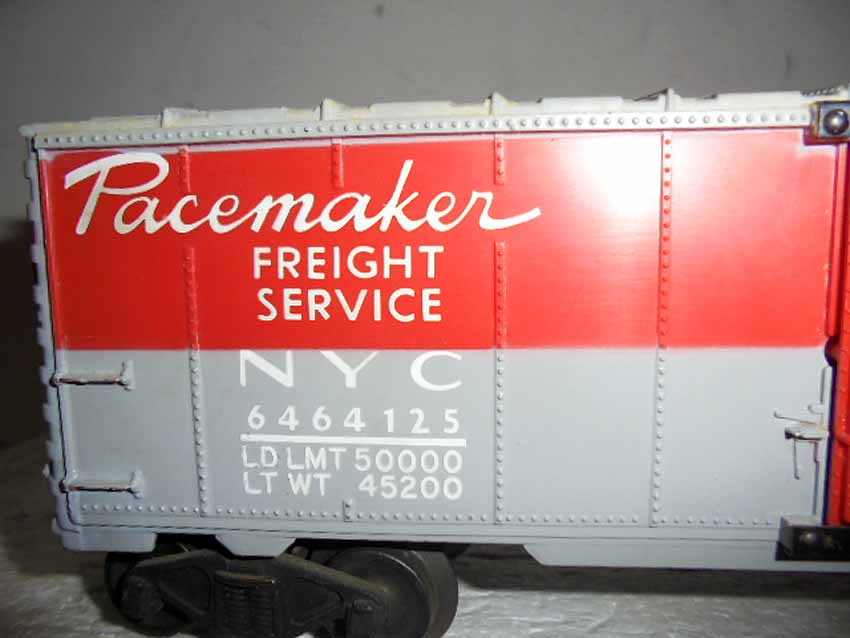 Pacemaker
FREIGHT
SERVICE
NYC
6464125
LD LMT 50000
LT WT 45200